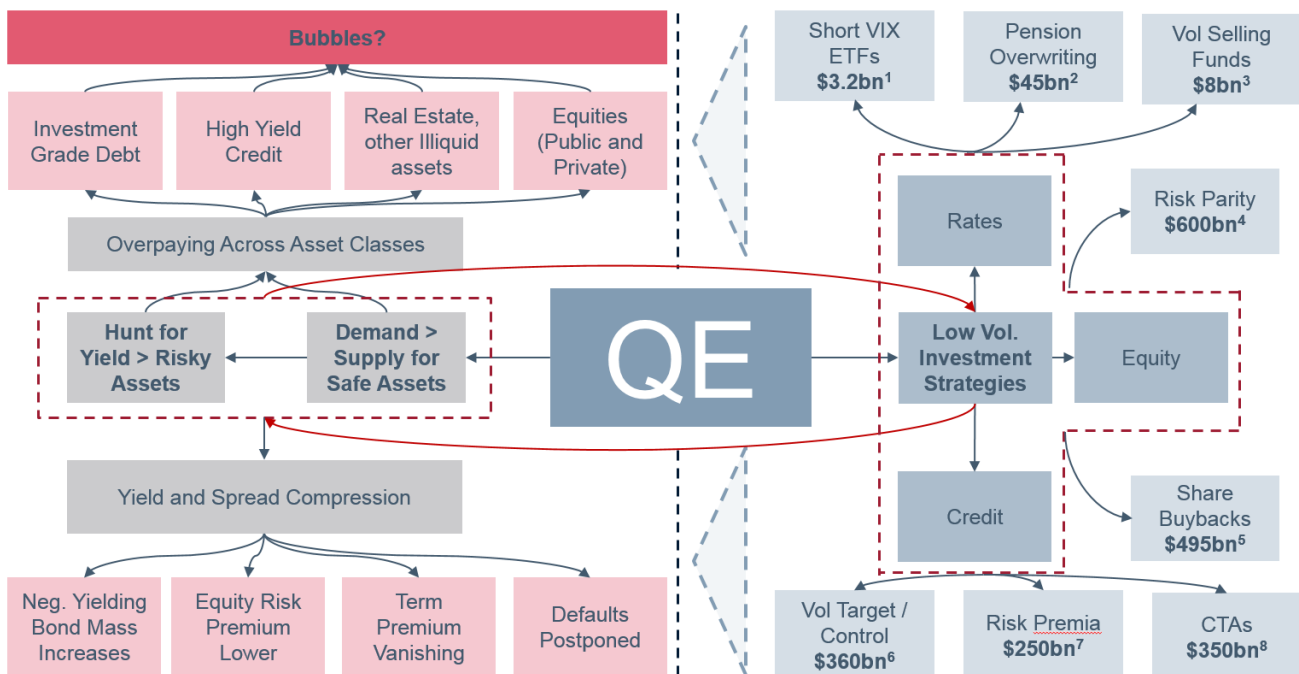 Bubbles?
Investment
Grade Debt
High Yield
Credit
Real Estate,
other Illiquid
assets
Equities
(Public and
Private)
Overpaying Across Asset Classes
Hunt for
Yield > Risky
Assets
Demand >
Supply for
Safe Assets
Yield and Spread Compression
Neg. Yielding
Bond Mass
Increases
Equity Risk
Premium
Lower
Term
Premium
Vanishing
Defaults
Postponed
QE
Short VIX
ETFs
$3.2bn¹
Pension
Overwriting
$45bn²
Vol Selling
Funds
$8bn³
Rates
Risk Parity
$600bn⁴
Low Vol.
Investment
Strategies
Equity
Credit
Share
Buybacks
$495bn⁵
Vol Target /
Control
$360bn⁶
Risk Premia
$250bn⁷
CTAs
$350bn⁸